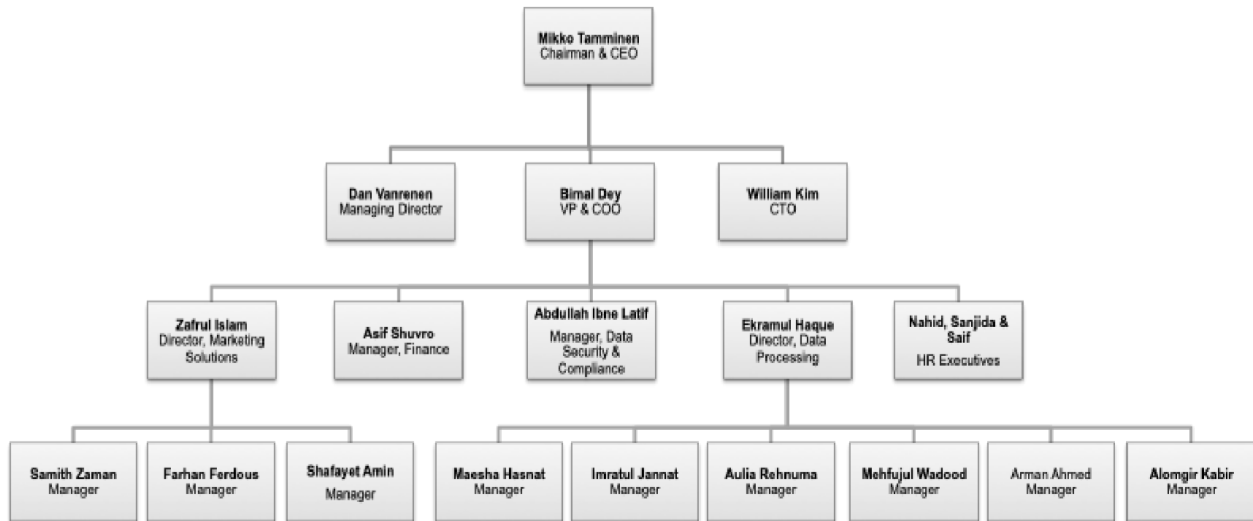 Mikko Tamminen
Chairman & CEO
Dan Vanrenen
Managing Director
Bimal Dey
VP & COO
William Kim
CTO
Zafrul Islam
Director, Marketing
Solutions
Asif Shuvro
Manager, Finance
Abdullah Ibne Latif
Manager, Data
Security &
Compliance
Ekramul Haque
Director, Data
Processing
Nahid, Sanjida &
Saif
HR Executives
Samith Zaman
Manager
Farhan Ferdous
Manager
Shafayet Amin
Manager
Maesha Hasnat
Manager
Imratul Jannat
Manager
Aulia Rehnuma
Manager
Mehfujul Wadood
Manager
Arman Ahmed
Manager
Alomgir Kabir
Manager